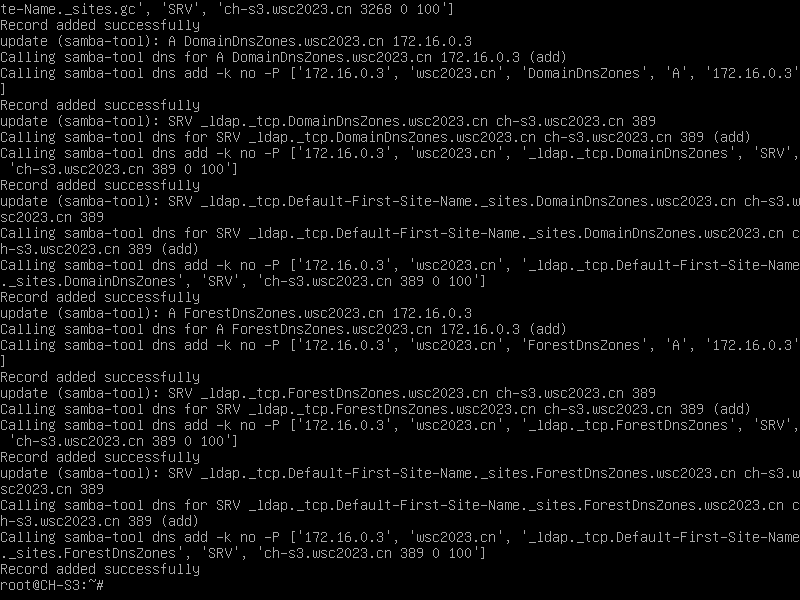 te-Name._sites.gc', 'SRV', 'ch-s3.wsc2023.cn 3268 0 100']
Record added successfully
update (samba-tool): A DomainDnsZones.wsc2023.cn 172.16.0.3
Calling samba-tool dns for A DomainDnsZones.wsc2023.cn 172.16.0.3 (add)
Calling samba-tool dns add -k no -P ['172.16.0.3', 'wsc2023.cn', 'DomainDnsZones', 'A', '172.16.0.3'
]
Record added successfully
update (samba-tool): SRV _ldap._tcp.DomainDnsZones.wsc2023.cn ch-s3.wsc2023.cn 389
Calling samba-tool dns for SRV _ldap._tcp.DomainDnsZones.wsc2023.cn ch-s3.wsc2023.cn 389 (add)
Calling samba-tool dns add -k no -P ['172.16.0.3', 'wsc2023.cn', '_ldap._tcp.DomainDnsZones', 'SRV',
 'ch-s3.wsc2023.cn 389 0 100']
Record added successfully
update (samba-tool): SRV _ldap._tcp.Default-First-Site-Name._sites.DomainDnsZones.wsc2023.cn ch-s3.w
sc2023.cn 389
Calling samba-tool dns for SRV _ldap._tcp.Default-First-Site-Name._sites.DomainDnsZones.wsc2023.cn c
h-s3.wsc2023.cn 389 (add)
Calling samba-tool dns add -k no -P ['172.16.0.3', 'wsc2023.cn', '_ldap._tcp.Default-First-Site-Name
._sites.DomainDnsZones', 'SRV', 'ch-s3.wsc2023.cn 389 0 100']
Record added successfully
update (samba-tool): A ForestDnsZones.wsc2023.cn 172.16.0.3
Calling samba-tool dns for A ForestDnsZones.wsc2023.cn 172.16.0.3 (add)
Calling samba-tool dns add -k no -P ['172.16.0.3', 'wsc2023.cn', 'ForestDnsZones', 'A', '172.16.0.3'
]
Record added successfully
update (samba-tool): SRV _ldap._tcp.ForestDnsZones.wsc2023.cn ch-s3.wsc2023.cn 389
Calling samba-tool dns for SRV _ldap._tcp.ForestDnsZones.wsc2023.cn ch-s3.wsc2023.cn 389 (add)
Calling samba-tool dns add -k no -P ['172.16.0.3', 'wsc2023.cn', '_ldap._tcp.ForestDnsZones', 'SRV',
 'ch-s3.wsc2023.cn 389 0 100']
Record added successfully
update (samba-tool): SRV _ldap._tcp.Default-First-Site-Name._sites.ForestDnsZones.wsc2023.cn ch-s3.w
sc2023.cn 389
Calling samba-tool dns for SRV _ldap._tcp.Default-First-Site-Name._sites.ForestDnsZones.wsc2023.cn c
h-s3.wsc2023.cn 389 (add)
Calling samba-tool dns add -k no -P ['172.16.0.3', 'wsc2023.cn', '_ldap._tcp.Default-First-Site-Name
._sites.ForestDnsZones', 'SRV', 'ch-s3.wsc2023.cn 389 0 100']
Record added successfully
root@CH-S3:~#